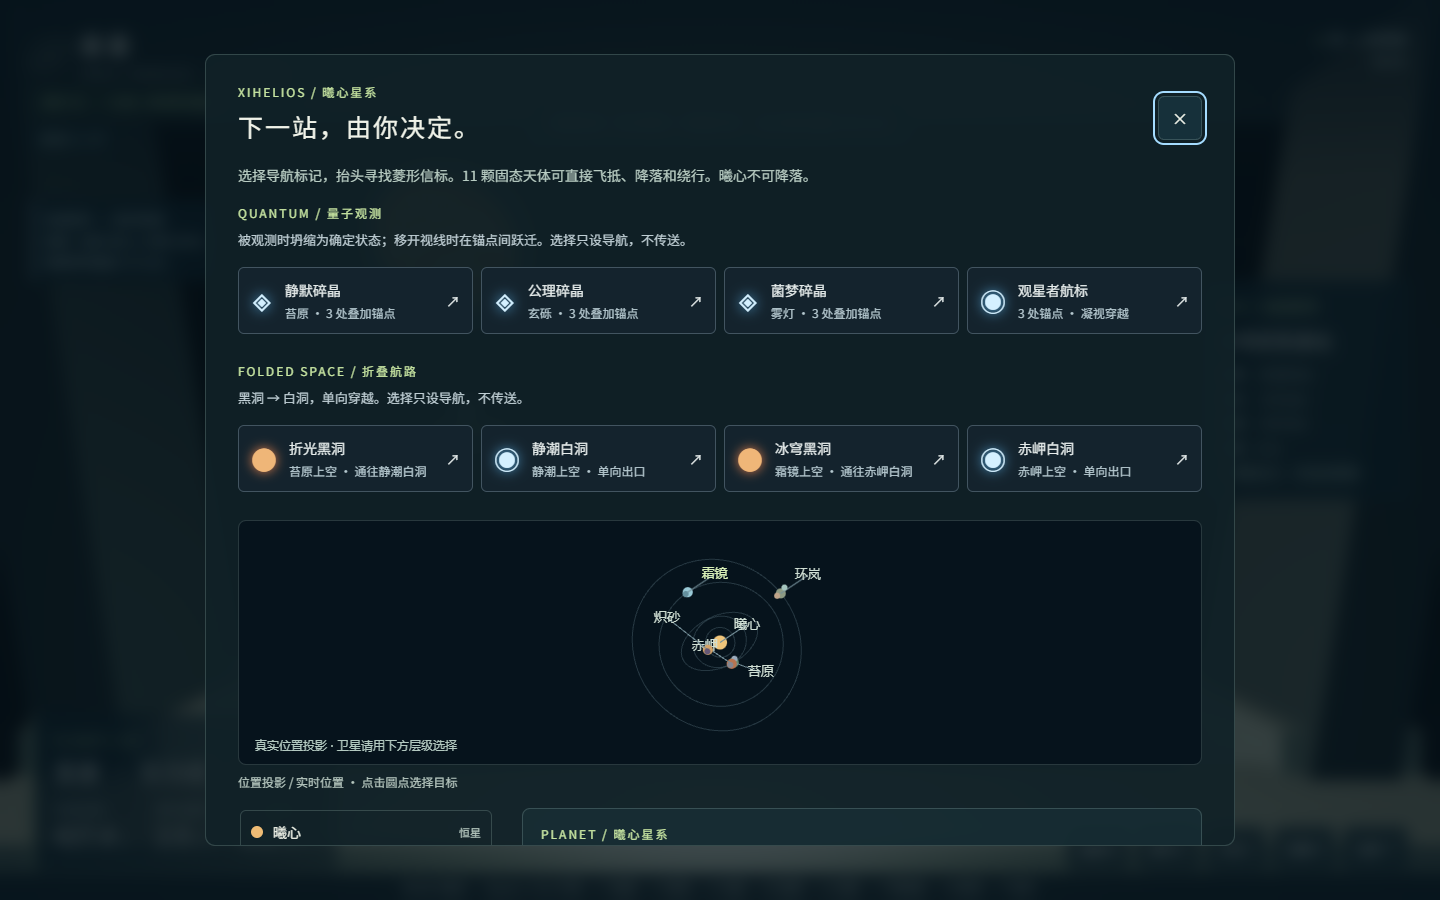 XIHELIOS / 曦心星系
下一站，由你决定。
×
选择导航标记，抬头寻找菱形信标。11 颗固态天体可直接飞抵、降落和绕行。曦心不可降落。
QUANTUM / 量子观测
被观测时坍缩为确定状态；移开视线时在锚点间跃迁。选择只设导航，不传送。
静默碎晶
苔原 · 3 处叠加锚点
↗
公理碎晶
玄砾 · 3 处叠加锚点
↗
菌梦碎晶
雾灯 · 3 处叠加锚点
↗
观星者航标
3 处锚点 · 凝视穿越
↗
FOLDED SPACE / 折叠航路
黑洞 → 白洞，单向穿越。选择只设导航，不传送。
折光黑洞
苔原上空 · 通往静潮白洞
↗
静潮白洞
静潮上空 · 单向出口
↗
冰穹黑洞
霜镜上空 · 通往赤岬白洞
↗
赤岬白洞
赤岬上空 · 单向出口
↗
霜镜
环岚
炽砂
曦心
赤岬
苔原
真实位置投影 · 卫星请用下方层级选择
位置投影 / 实时位置 · 点击圆点选择目标
曦心
恒星
PLANET / 曦心星系